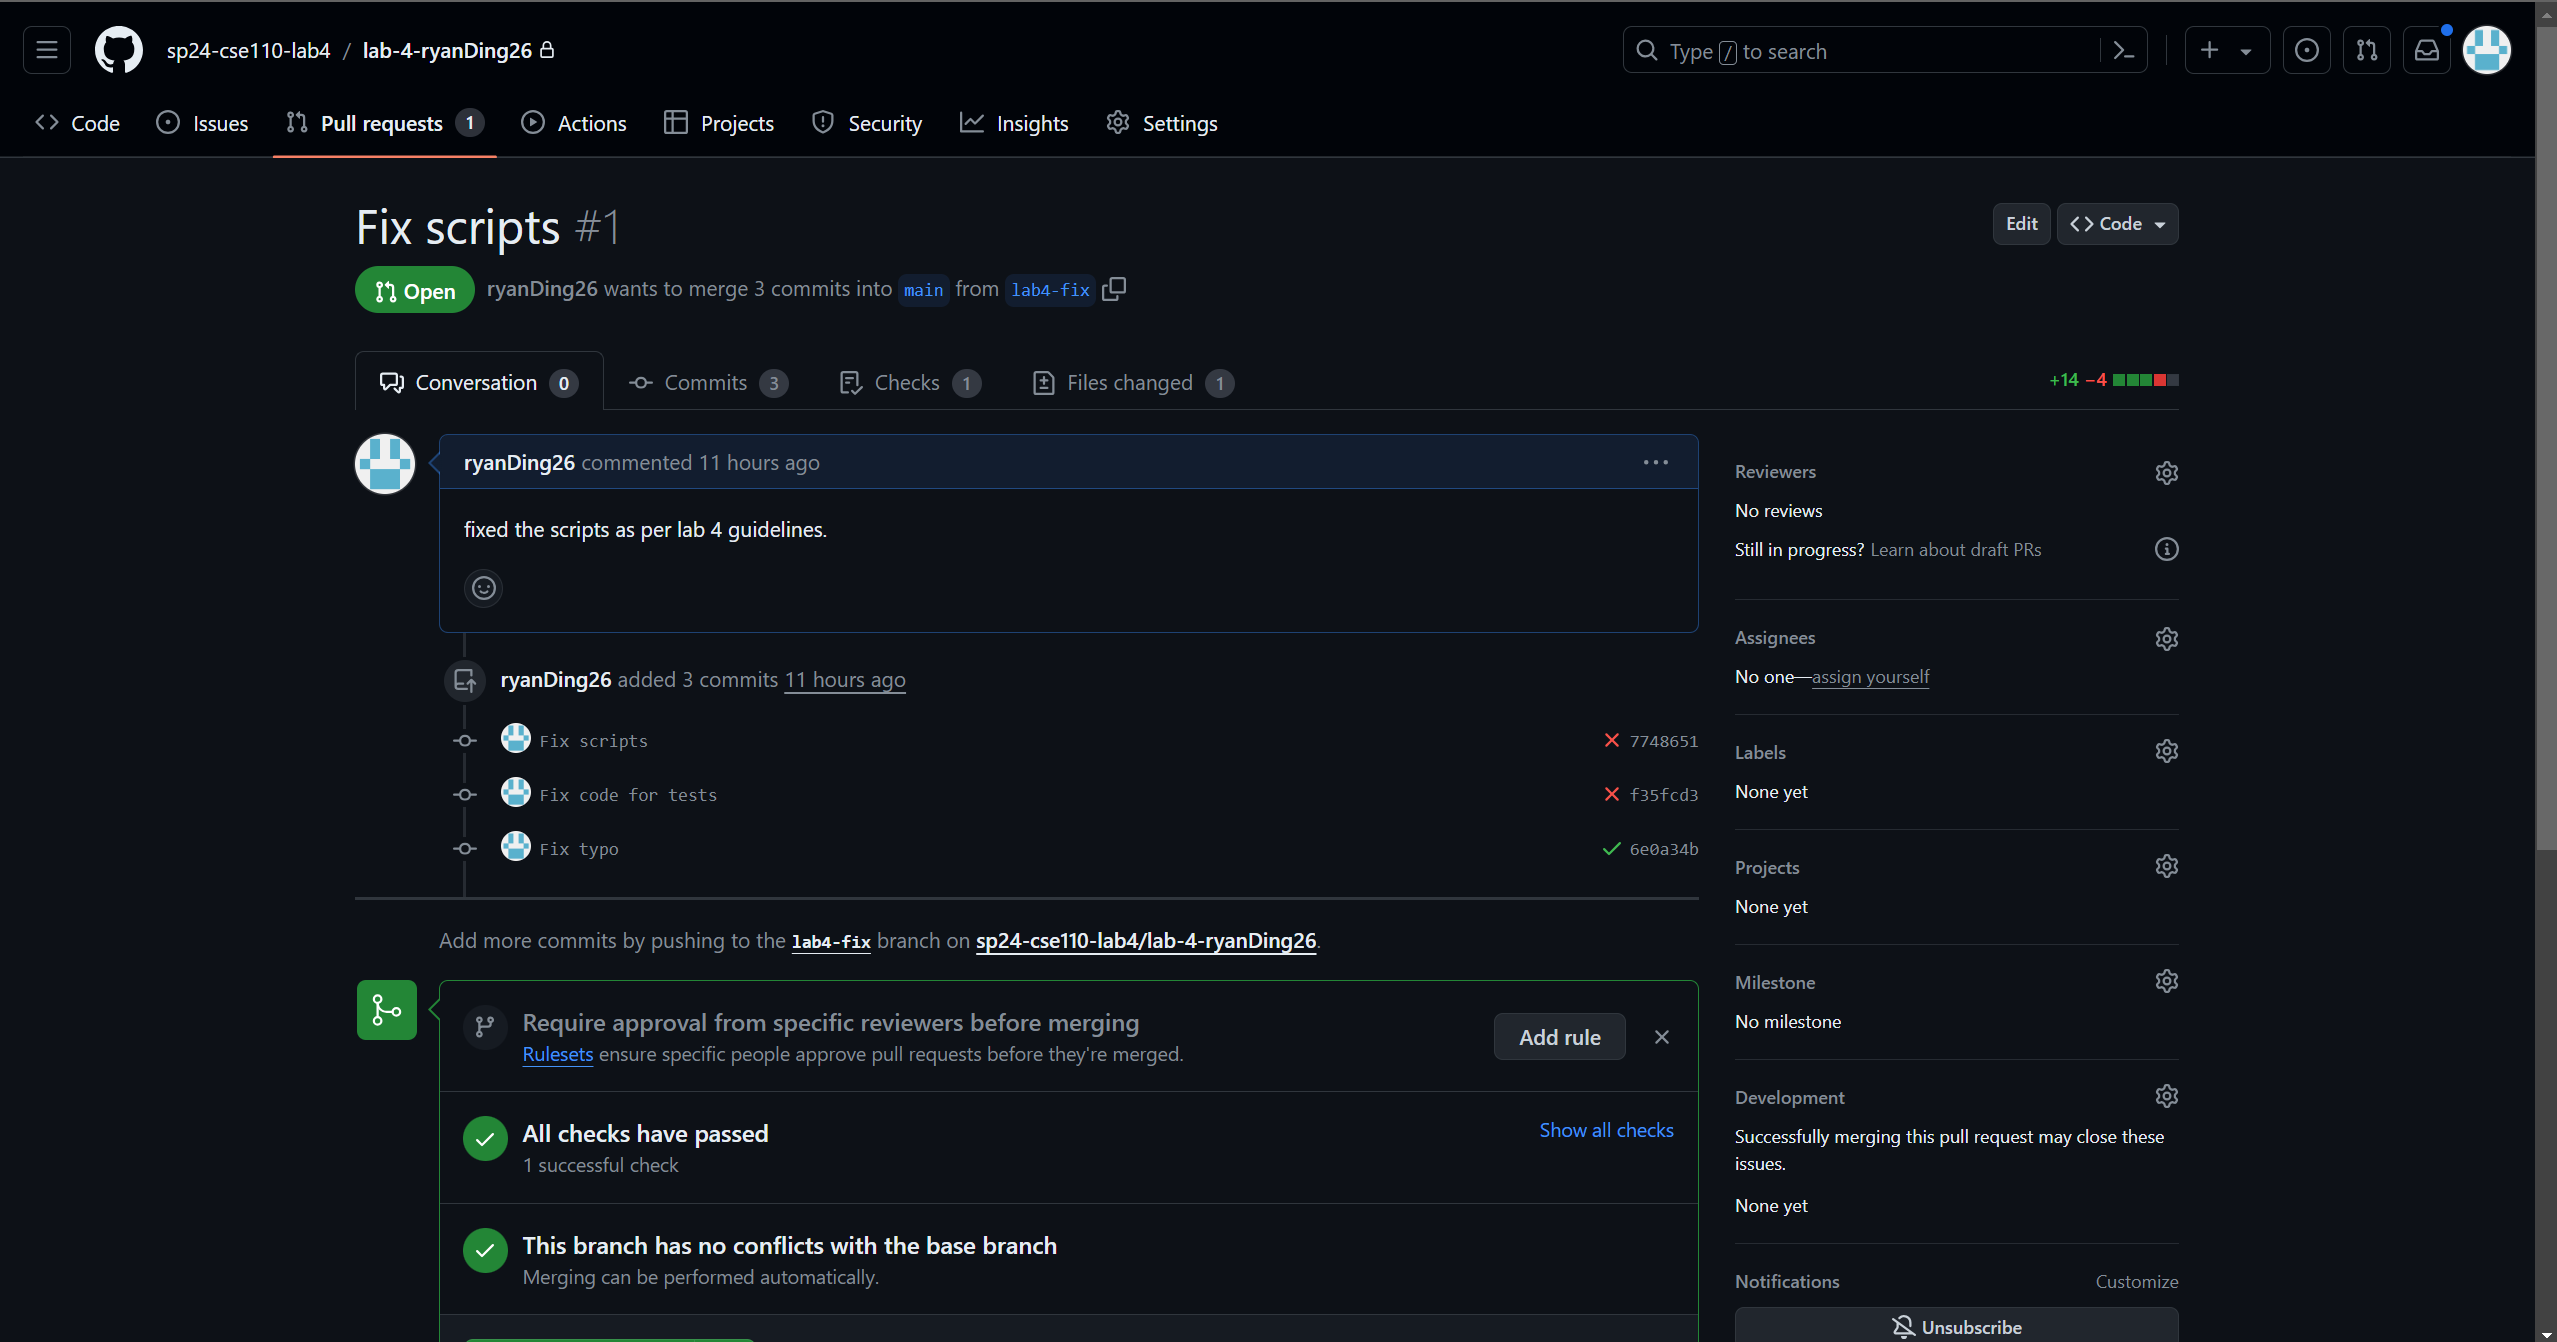 sp24-cse110-lab4 / lab-4-ryanDing26
Type / to search
Code
Issues
Pull requests 1
Actions
Projects
Security
Insights
Settings
Fix scripts #1
Edit
Code
Open
ryanDing26 wants to merge 3 commits into main from lab4-fix
Conversation 0
Commits 3
Checks 1
Files changed 1
+14 −4
ryanDing26 commented 11 hours ago
fixed the scripts as per lab 4 guidelines.
ryanDing26 added 3 commits 11 hours ago
Fix scripts
7748651
Fix code for tests
f35fcd3
Fix typo
6e0a34b
Add more commits by pushing to the lab4-fix branch on sp24-cse110-lab4/lab-4-ryanDing26.
Require approval from specific reviewers before merging
Rulesets ensure specific people approve pull requests before they're merged.
Add rule
All checks have passed
1 successful check
Show all checks
This branch has no conflicts with the base branch
Merging can be performed automatically.
Reviewers
No reviews
Still in progress? Learn about draft PRs
Assignees
No one—assign yourself
Labels
None yet
Projects
None yet
Milestone
No milestone
Development
Successfully merging this pull request may close these
issues.
None yet
Notifications
Customize
Unsubscribe